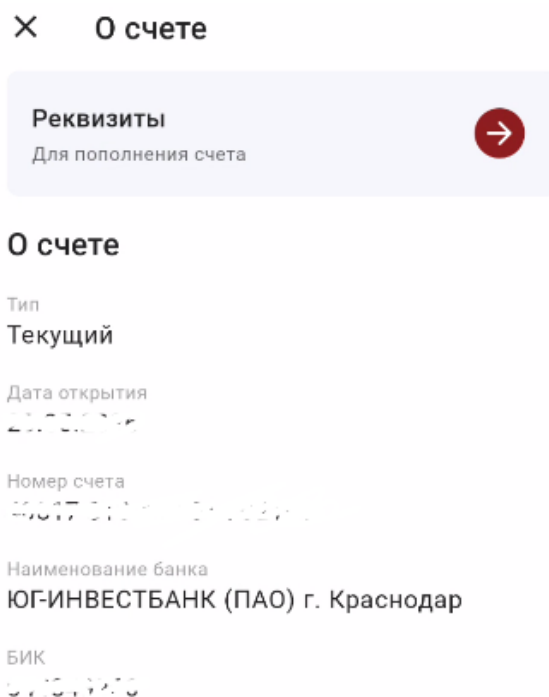 О счете
Реквизиты
Для пополнения счета
О счете
Тип
Текущий
Дата открытия
Номер счета
Наименование банка
ЮГ-ИНВЕСТБАНК (ПАО) г. Краснодар
БИК